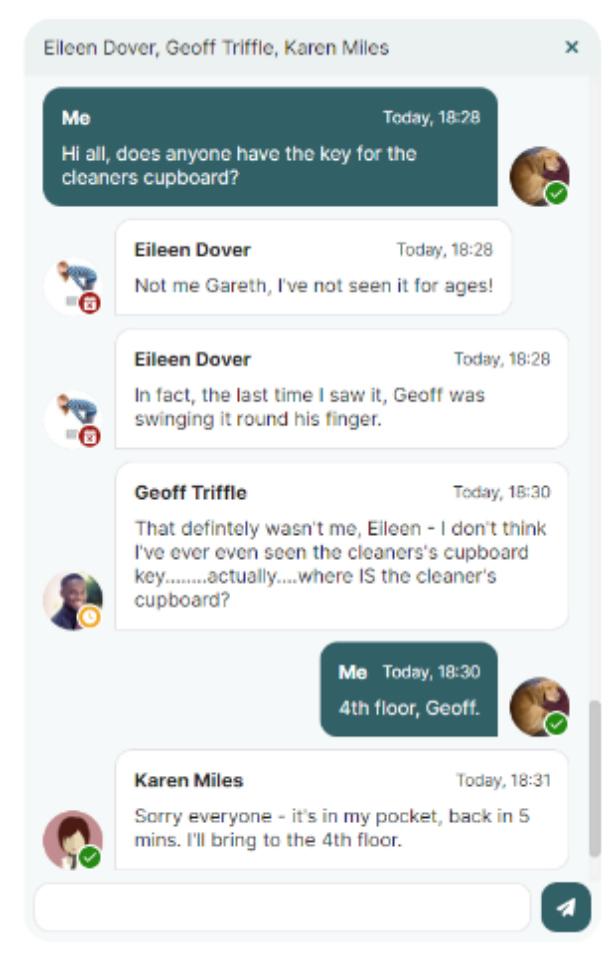 Eileen Dover, Geoff Triffle, Karen Miles
Me Today, 18:28
Hi all, does anyone have the key for the
cleaners cupboard?
Eileen Dover Today, 18:28
Not me Gareth, I've not seen it for ages!
Eileen Dover Today, 18:28
In fact, the last time I saw it, Geoff was
swinging it round his finger.
Geoff Triffle Today, 18:30
That defintely wasn't me, Eileen - I don't think
I've ever even seen the cleaners's cupboard
key.........actually....where IS the cleaner's
cupboard?
Me Today, 18:30
4th floor, Geoff.
Karen Miles Today, 18:31
Sorry everyone - it's in my pocket, back in 5
mins. I'll bring to the 4th floor.